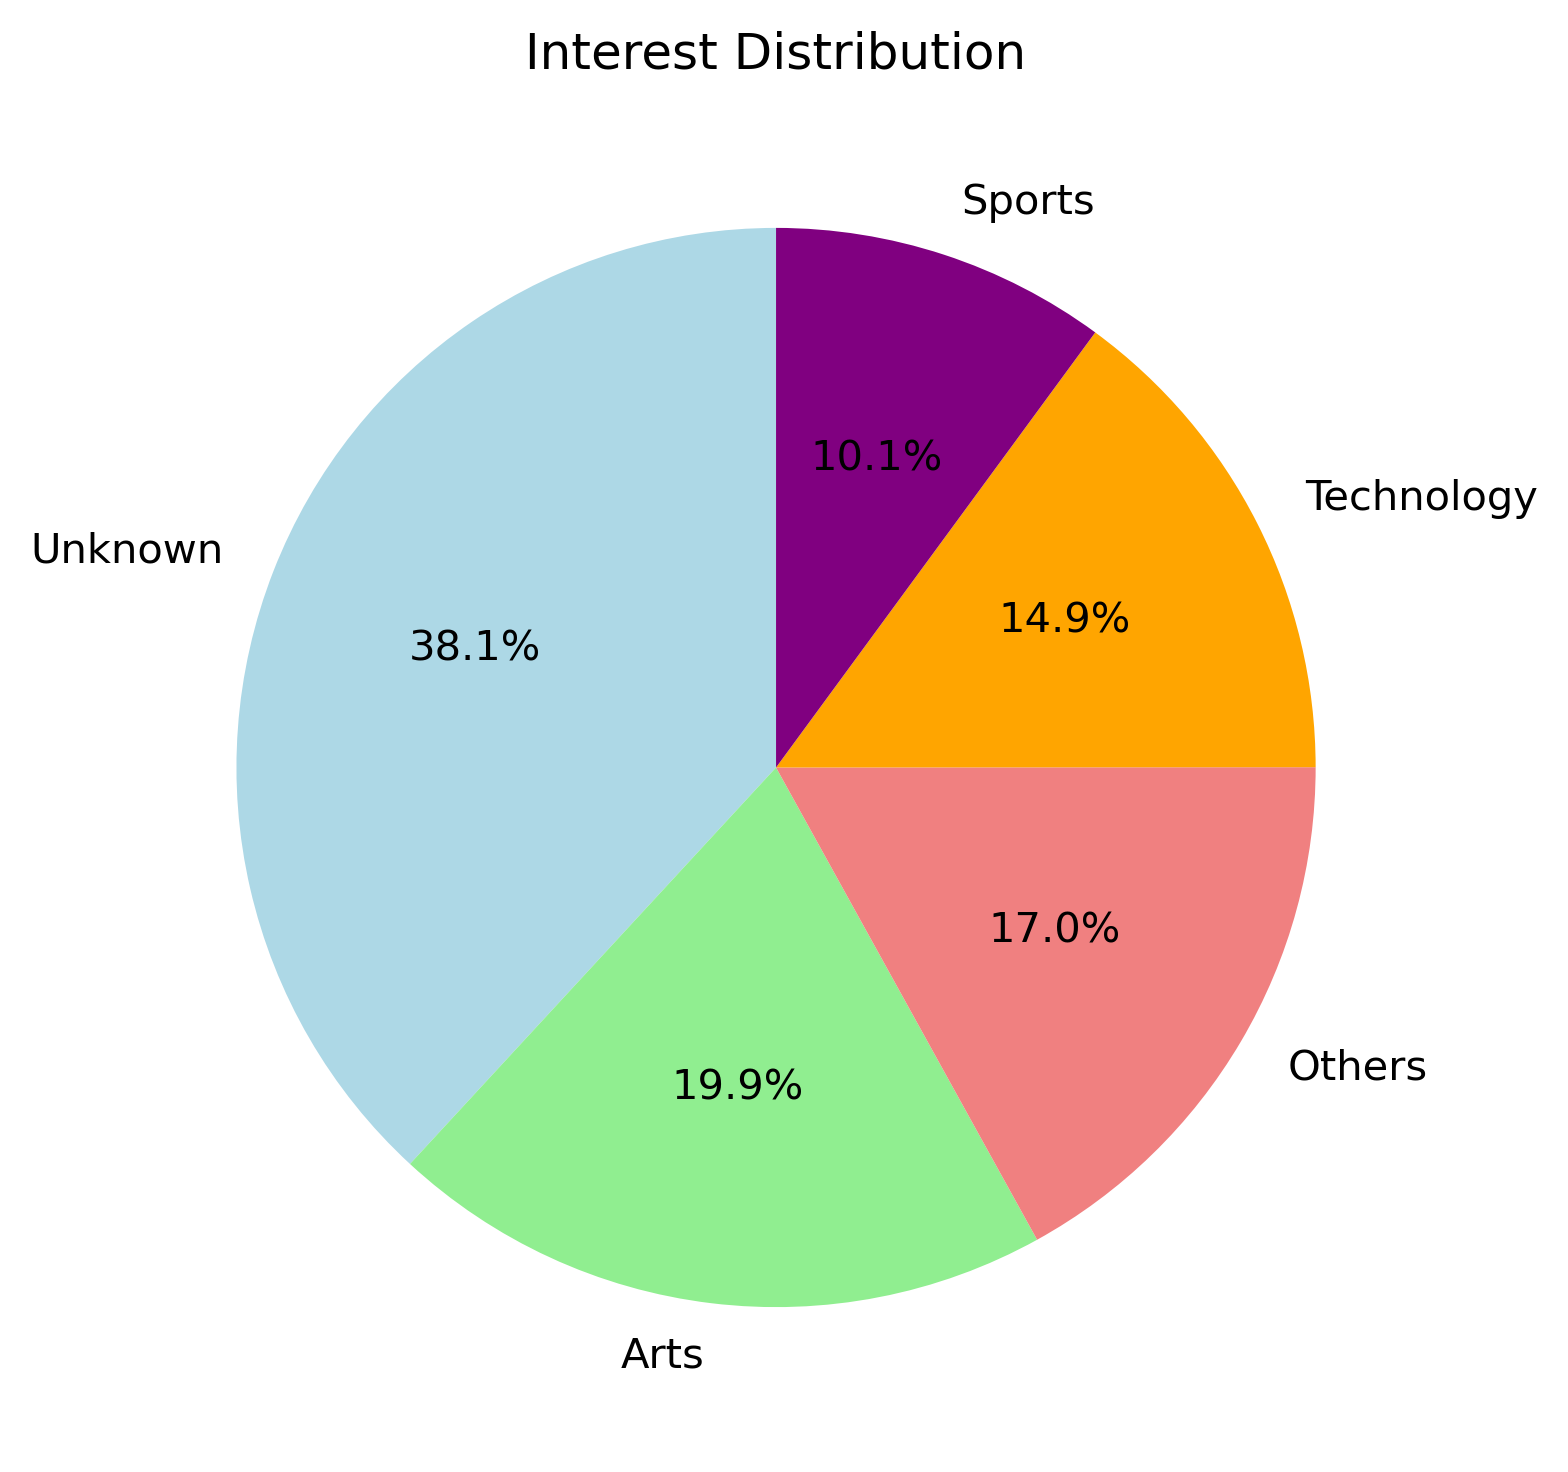 Interest Distribution
Sports
10.1%
Technology
14.9%
Unknown
38.1%
17.0%
Others
19.9%
Arts